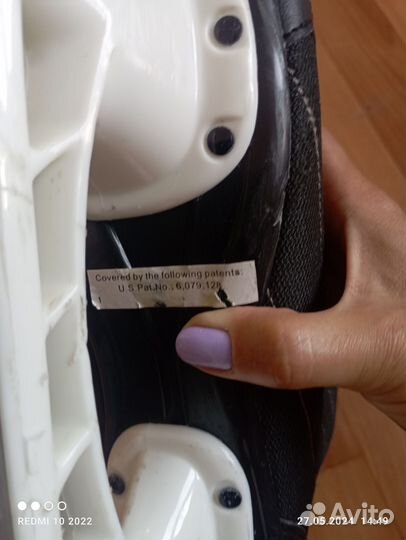 Covered by the following patents:
U.S.Pat.No.: 6,079,128
REDMI 10 2022
27.05.2024 14:49
Avito